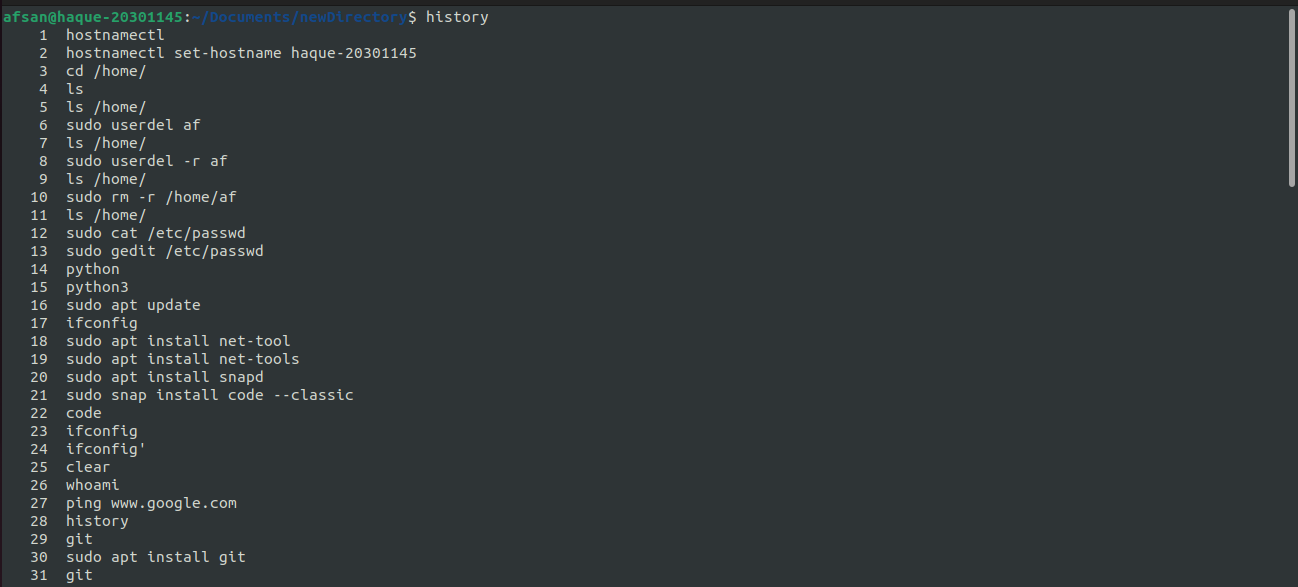 afsan@haque-20301145:~/Documents/newDirectory$ history
1 hostnamectl
2 hostnamectl set-hostname haque-20301145
3 cd /home/
4 ls
5 ls /home/
6 sudo userdel af
7 ls /home/
8 sudo userdel -r af
9 ls /home/
10 sudo rm -r /home/af
11 ls /home/
12 sudo cat /etc/passwd
13 sudo gedit /etc/passwd
14 python
15 python3
16 sudo apt update
17 ifconfig
18 sudo apt install net-tool
19 sudo apt install net-tools
20 sudo apt install snapd
21 sudo snap install code --classic
22 code
23 ifconfig
24 ifconfig'
25 clear
26 whoami
27 ping www.google.com
28 history
29 git
30 sudo apt install git
31 git